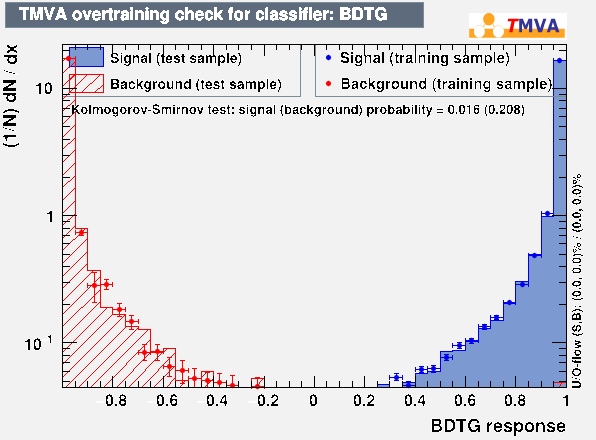 TMVA overtraining check for classifier: BDTG
TMVA
Signal (test sample)
Signal (training sample)
Background (test sample)
Background (training sample)
Kolmogorov-Smirnov test: signal (background) probability = 0.016 (0.208)
(1/N) dN / dx
10
1
10⁻¹
U/O-flow (S,B): (0.0, 0.0)% / (0.0, 0.0)%
−0.8 −0.6 −0.4 −0.2 0 0.2 0.4 0.6 0.8 1
BDTG response